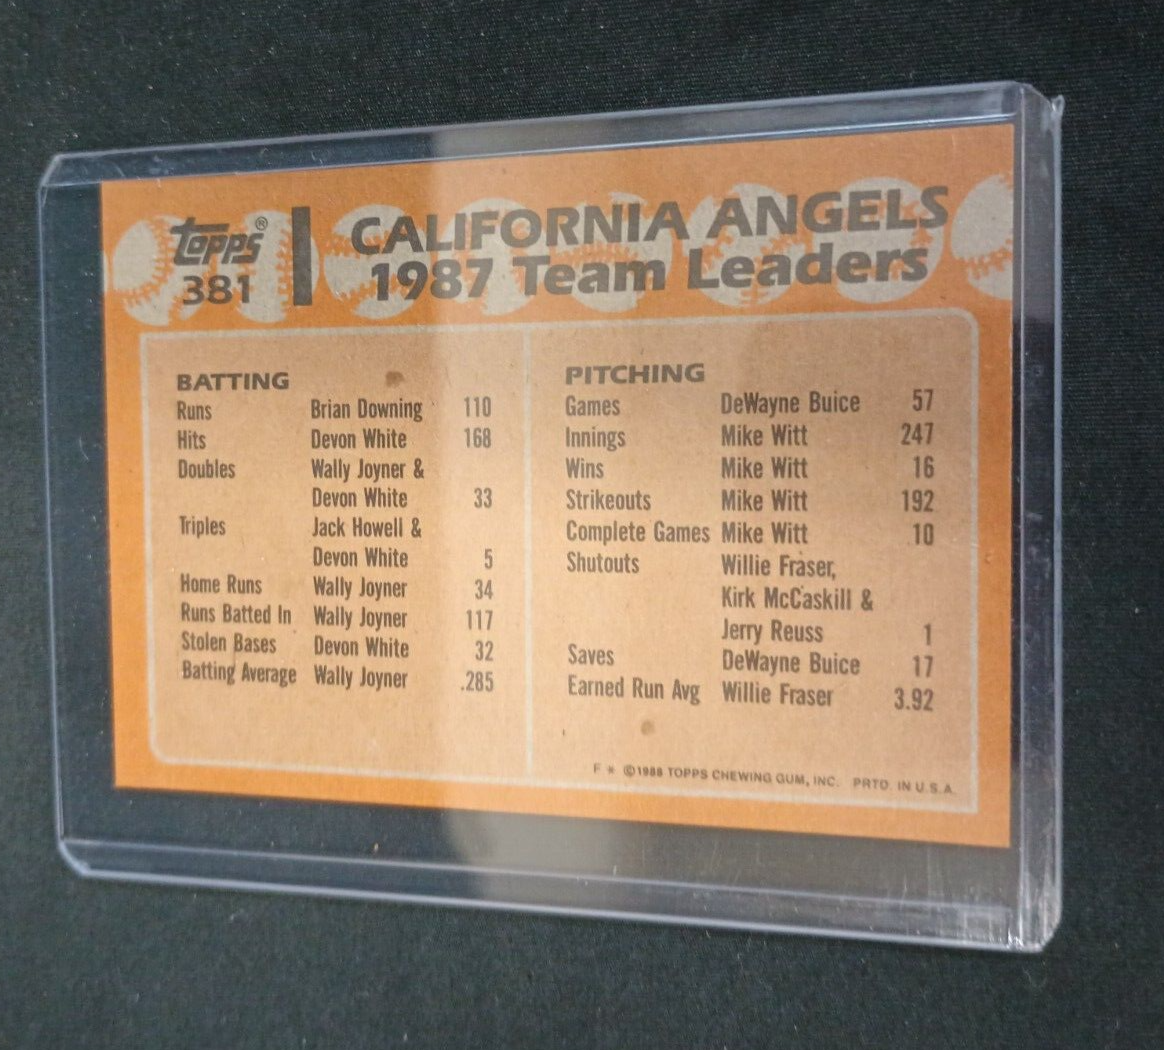 topps®
381
CALIFORNIA ANGELS
1987 Team Leaders
BATTING
Runs Brian Downing 110
Hits Devon White 168
Doubles Wally Joyner &
Devon White 33
Triples Jack Howell &
Devon White 5
Home Runs Wally Joyner 34
Runs Batted In Wally Joyner 117
Stolen Bases Devon White 32
Batting Average Wally Joyner .285
PITCHING
Games DeWayne Buice 57
Innings Mike Witt 247
Wins Mike Witt 16
Strikeouts Mike Witt 192
Complete Games Mike Witt 10
Shutouts Willie Fraser,
Kirk McCaskill &
Jerry Reuss 1
Saves DeWayne Buice 17
Earned Run Avg Willie Fraser 3.92
F * ©1988 TOPPS CHEWING GUM, INC. PRTD. IN U.S.A.